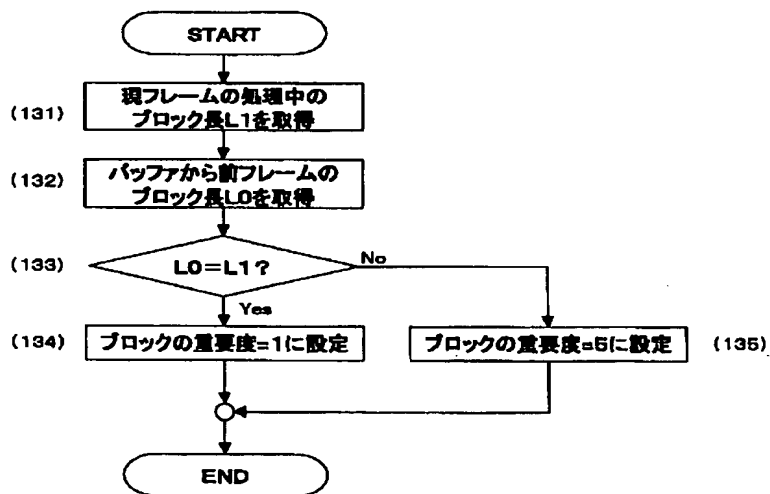 START
(131)
現フレームの処理中の
ブロック長L1を取得
(132)
バッファから前フレームの
ブロック長L0を取得
(133)
L0=L1?
No
Yes
(134)
ブロックの重要度=1に設定
ブロックの重要度=5に設定
(135)
END